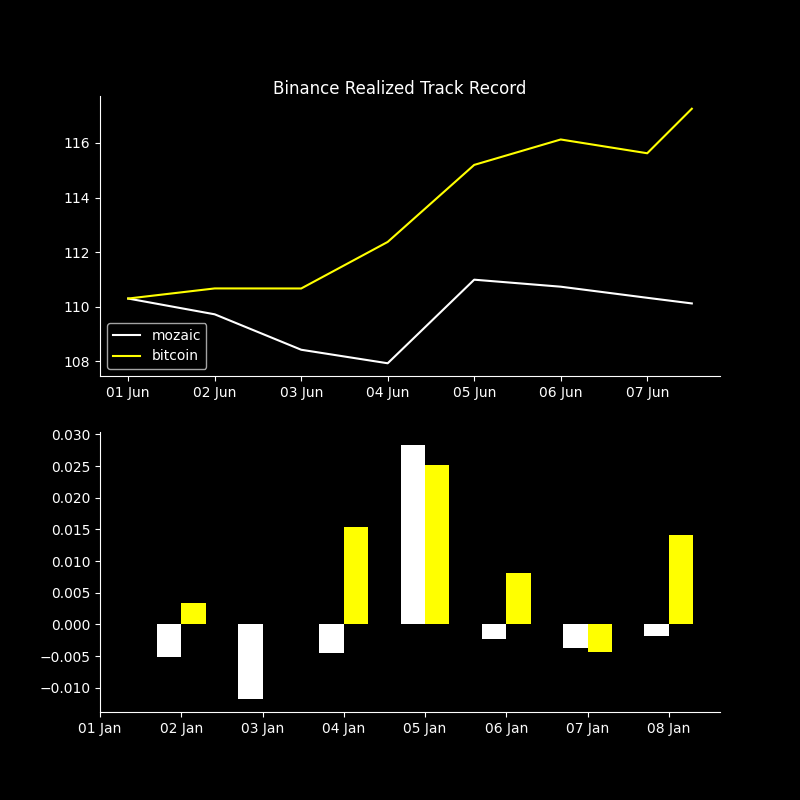 Binance Realized Track Record
116
114
112
110
108
mozaic
bitcoin
01 Jun 02 Jun 03 Jun 04 Jun 05 Jun 06 Jun 07 Jun
0.030
0.025
0.020
0.015
0.010
0.005
0.000
−0.005
−0.010
01 Jan 02 Jan 03 Jan 04 Jan 05 Jan 06 Jan 07 Jan 08 Jan